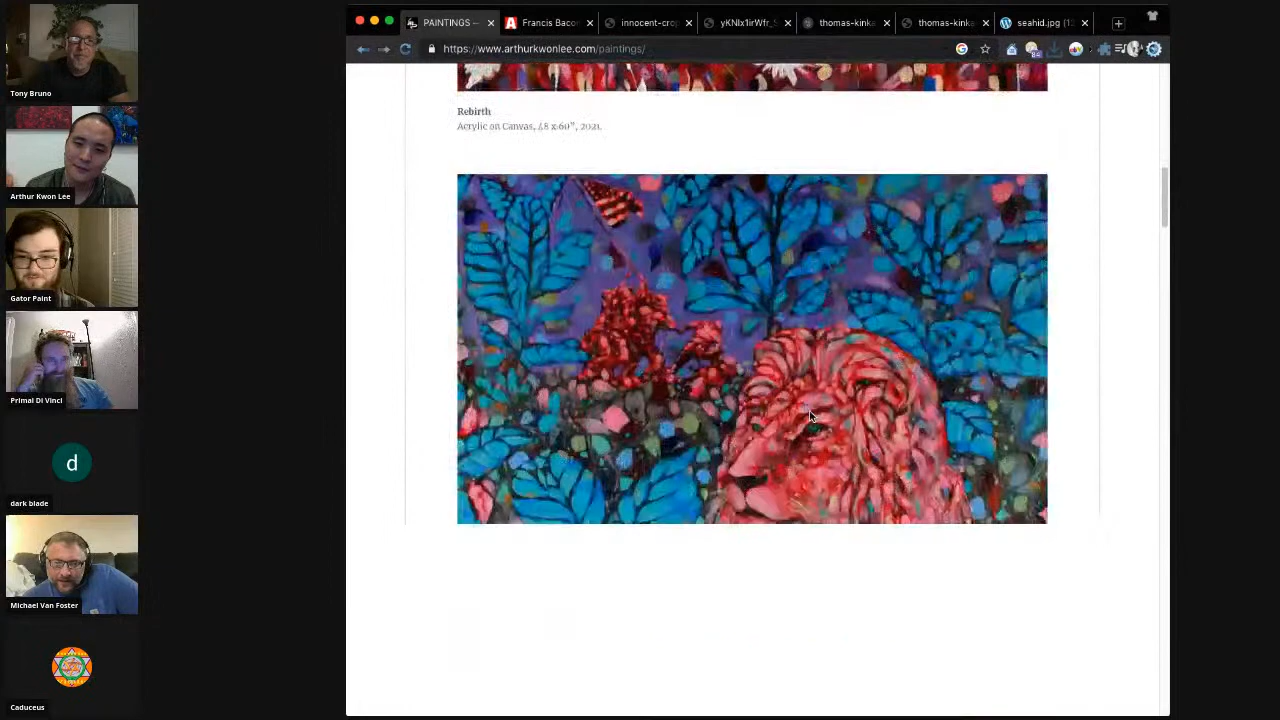 Tony Bruno
Arthur Kwon Lee
Gator Paint
Primal Di Vinci
d
dark blade
Michael Van Foster
Caduceus
PAINTINGS —
Francis Baco
innocent-cro
yKNlx1irWfr_
thomas-kinka
thomas-kinka
seahid.jpg
https://www.arthurkwonlee.com/paintings/
Rebirth
Acrylic on Canvas, 48 x 60", 2021.